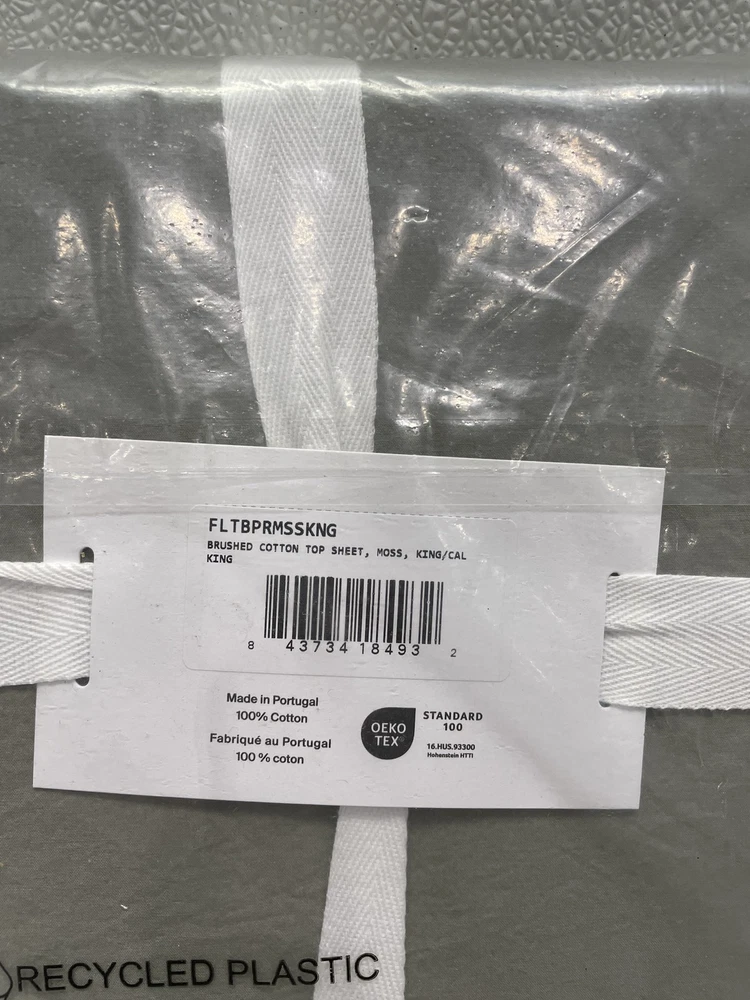 FLTBPRMSSKNG
BRUSHED COTTON TOP SHEET, MOSS, KING/CAL
KING
8 43734 18493 2
Made in Portugal
100% Cotton
Fabriqué au Portugal
100 % coton
OEKO
TEX
STANDARD
100
16.HUS.93300
Hohenstein HTTI
RECYCLED PLASTIC